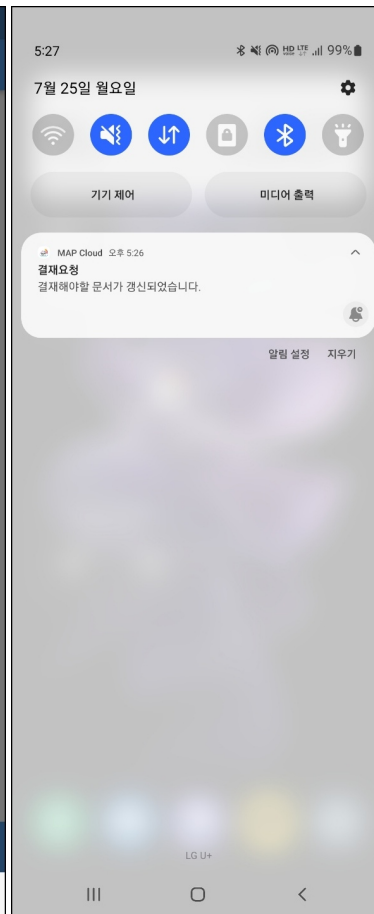 5:27
HD LTE 99%
7월 25일 월요일
기기 제어
미디어 출력
MAP Cloud 오후 5:26
결재요청
결재해야할 문서가 갱신되었습니다.
알림 설정 지우기
LG U+